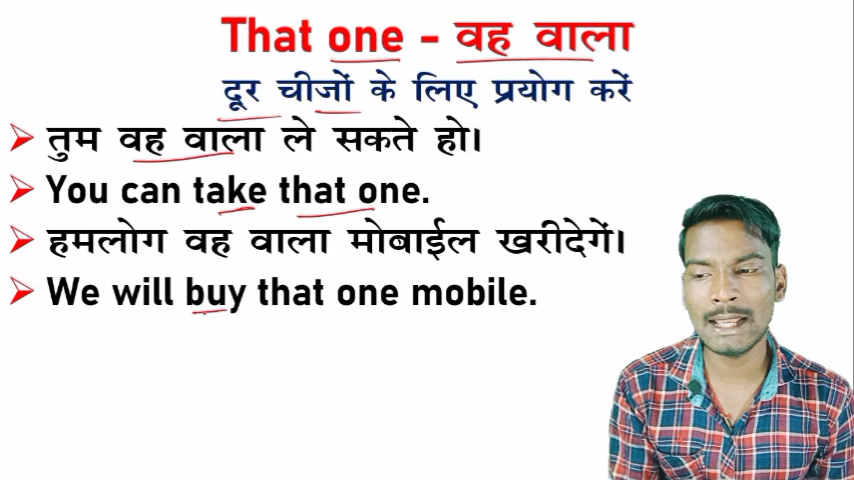 That one - वह वाला
दूर चीजों के लिए प्रयोग करें
तुम वह वाला ले सकते हो।
You can take that one.
हमलोग वह वाला मोबाईल खरीदेगें।
We will buy that one mobile.